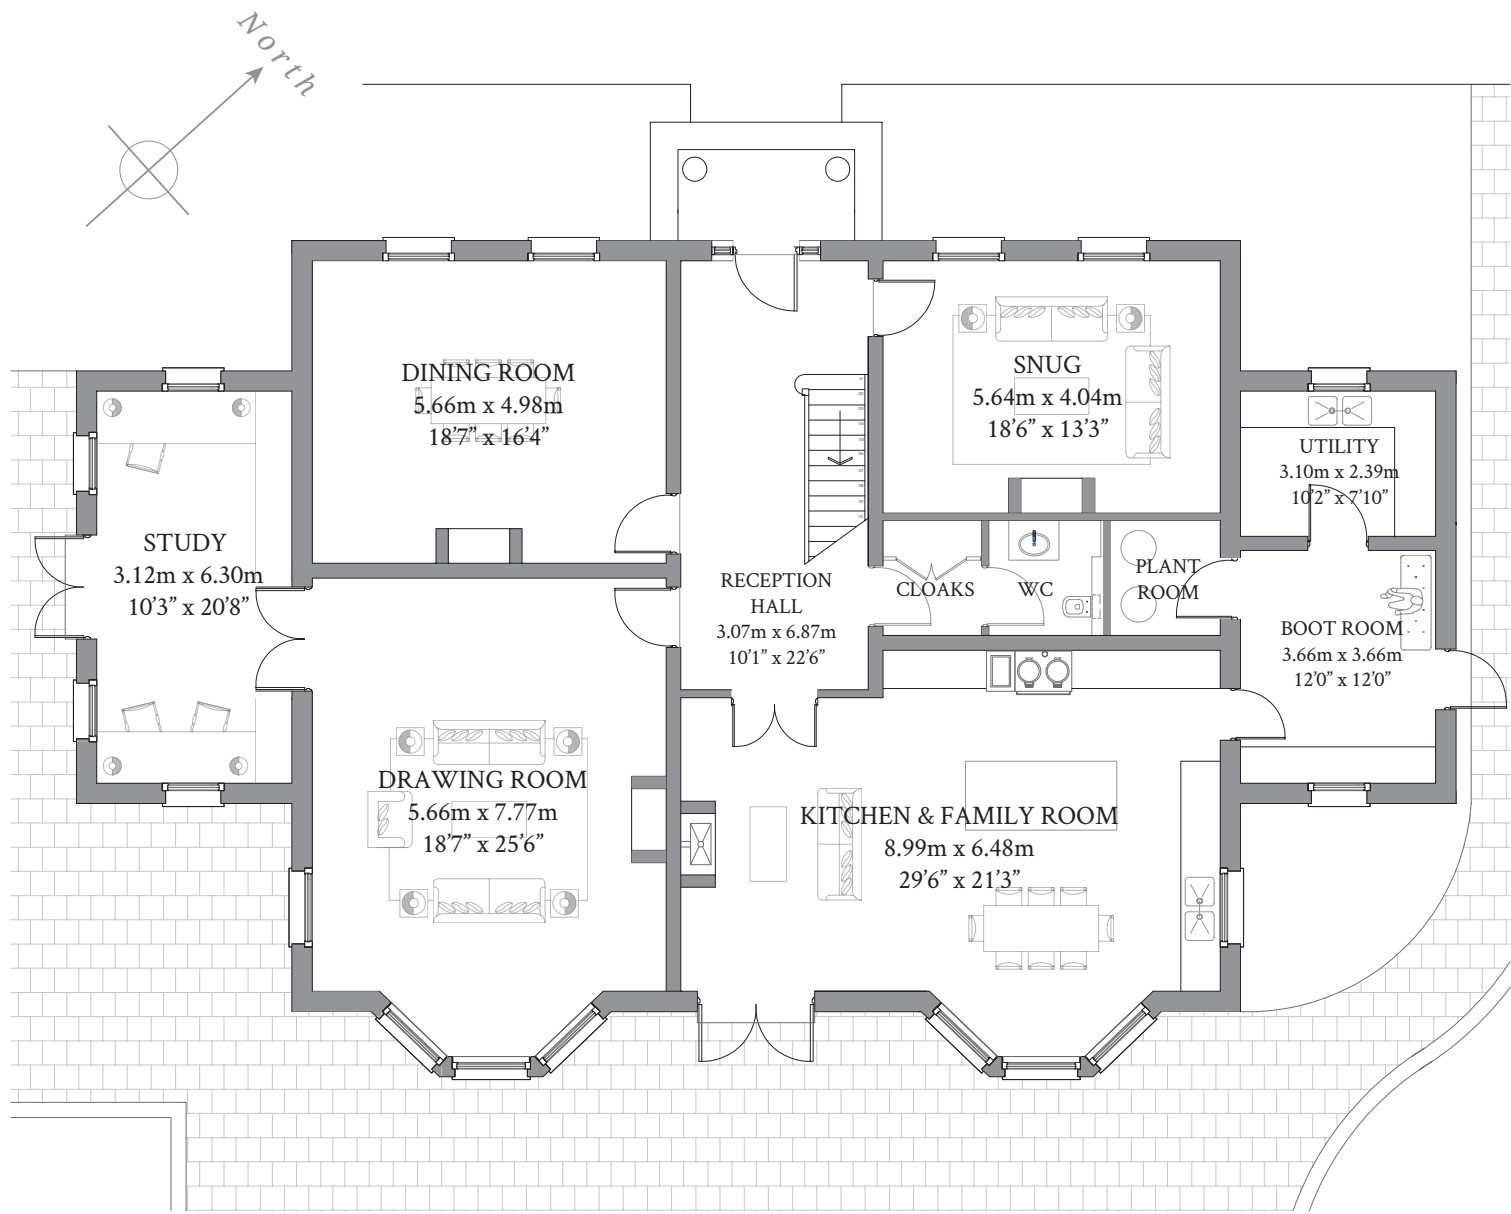 North
DINING ROOM
5.66m x 4.98m
18’7” x 16’4”
SNUG
5.64m x 4.04m
18’6” x 13’3”
UTILITY
3.10m x 2.39m
10’2” x 7’10”
STUDY
3.12m x 6.30m
10’3” x 20’8”
RECEPTION
HALL
3.07m x 6.87m
10’1” x 22’6”
CLOAKS
WC
PLANT
ROOM
BOOT ROOM
3.66m x 3.66m
12’0” x 12’0”
DRAWING ROOM
5.66m x 7.77m
18’7” x 25’6”
KITCHEN & FAMILY ROOM
8.99m x 6.48m
29’6” x 21’3”